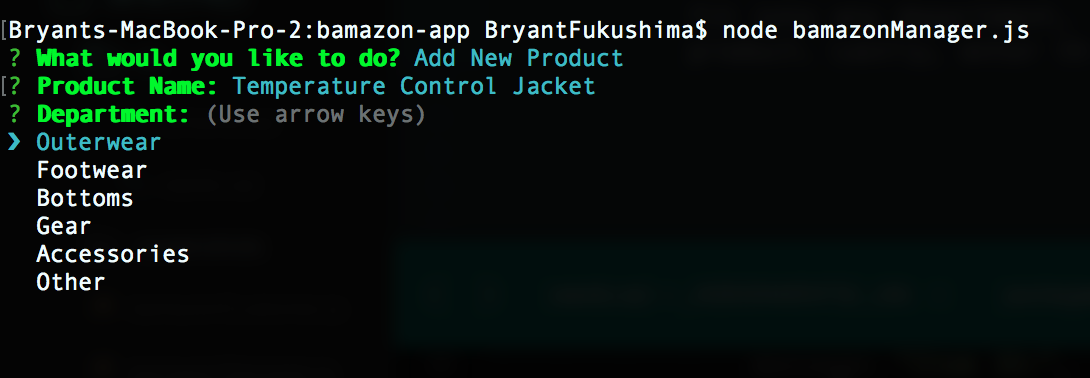 [Bryants-MacBook-Pro-2:bamazon-app BryantFukushima$ node bamazonManager.js
? What would you like to do? Add New Product
[? Product Name: Temperature Control Jacket
? Department: (Use arrow keys)
❯ Outerwear
Footwear
Bottoms
Gear
Accessories
Other